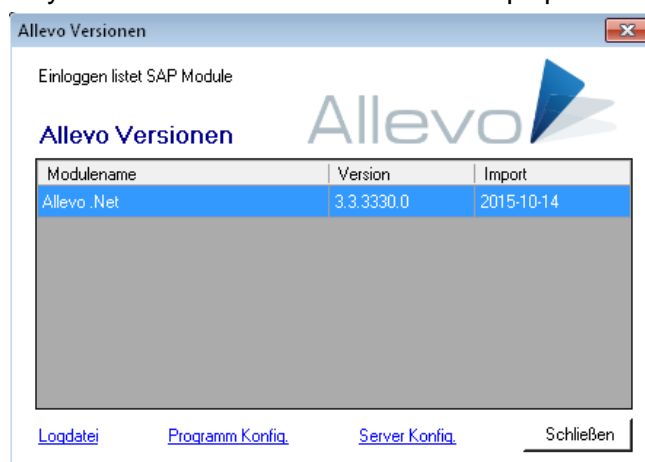 Allevo Versionen
Einloggen listet SAP Module
Allevo Versionen
Allevo
Modulename Version Import
Allevo .Net 3.3.3330.0 2015-10-14
Logdatei Programm Konfig. Server Konfig. Schließen